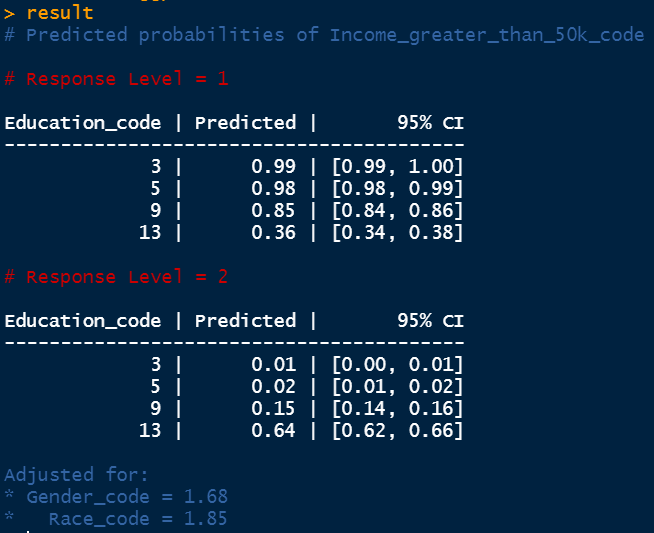 > result
# Predicted probabilities of Income_greater_than_50k_code
# Response Level = 1
Education_code | Predicted |       95% CI
-----------------------------------------
             3 |      0.99 | [0.99, 1.00]
             5 |      0.98 | [0.98, 0.99]
             9 |      0.85 | [0.84, 0.86]
            13 |      0.36 | [0.34, 0.38]
# Response Level = 2
Education_code | Predicted |       95% CI
-----------------------------------------
             3 |      0.01 | [0.00, 0.01]
             5 |      0.02 | [0.01, 0.02]
             9 |      0.15 | [0.14, 0.16]
            13 |      0.64 | [0.62, 0.66]
Adjusted for:
* Gender_code = 1.68
*   Race_code = 1.85